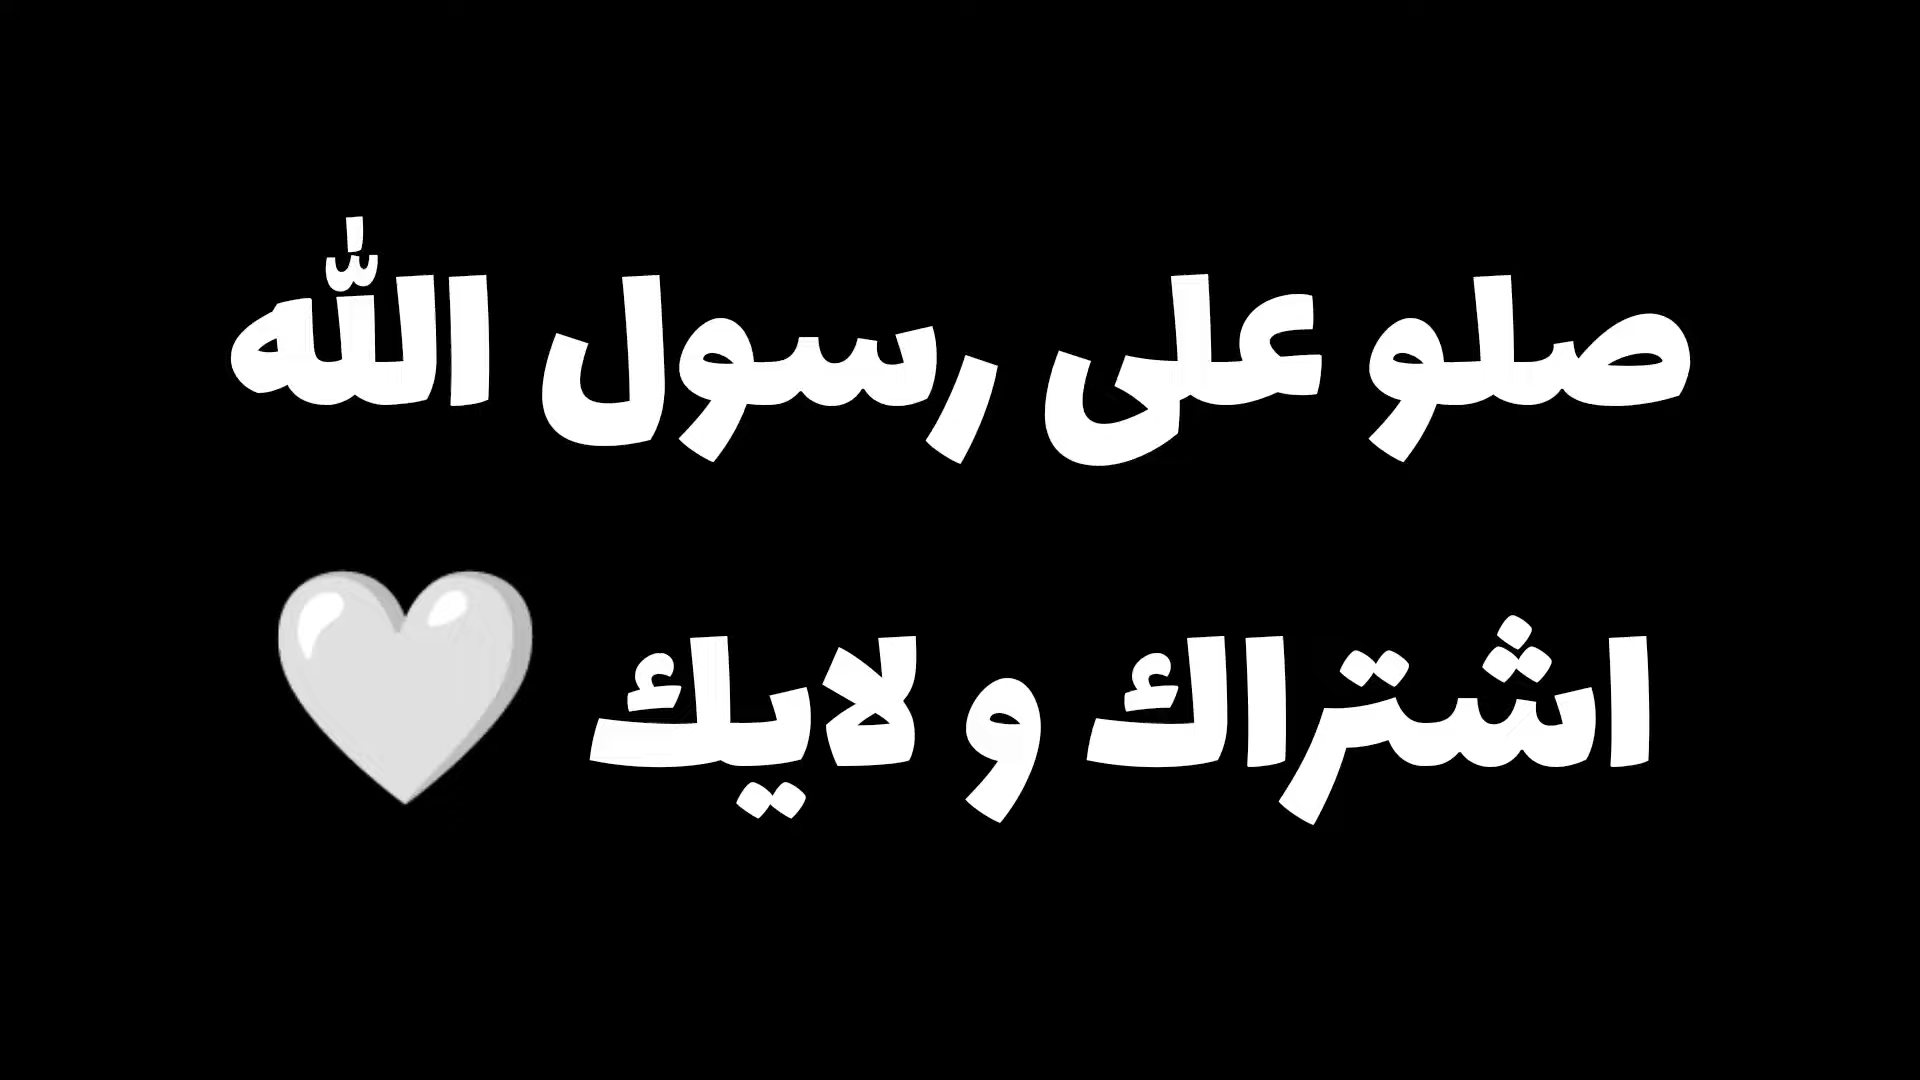 صلو على رسول الله
اشتراك و لايك 🤍